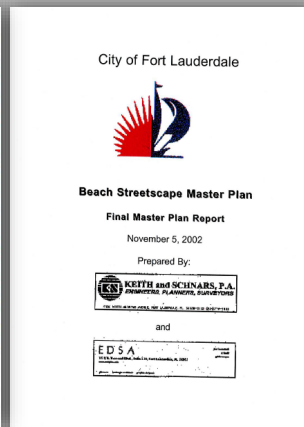 City of Fort Lauderdale
Beach Streetscape Master Plan
Final Master Plan Report
November 5, 2002
Prepared By:
KEITH and SCHNARS, P.A.
ENGINEERS, PLANNERS, SURVEYORS
and
EDSA